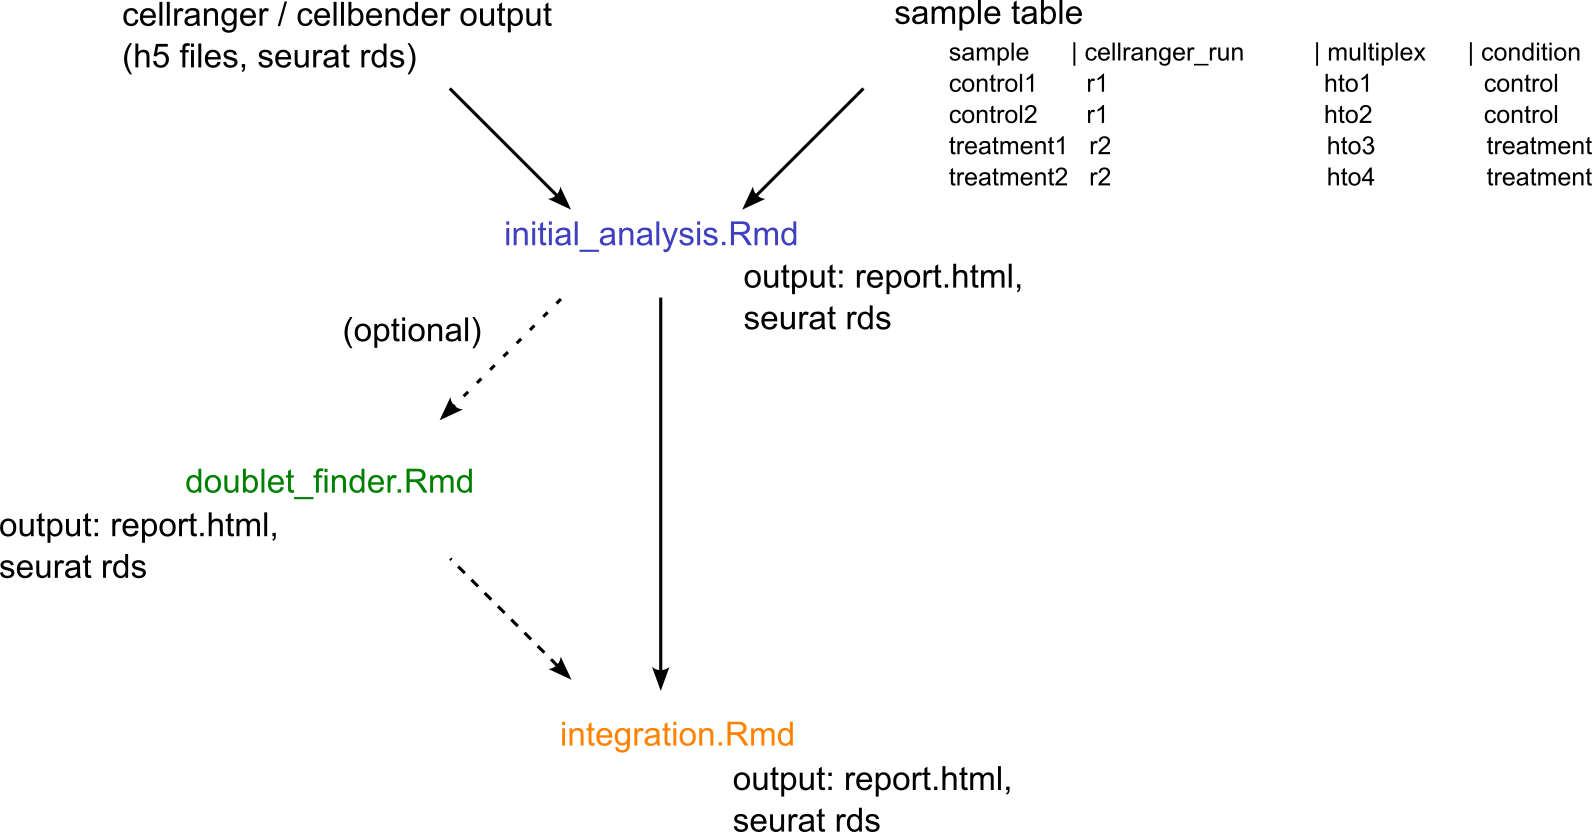 cellranger / cellbender output
(h5 files, seurat rds)
sample table
sample | cellranger_run | multiplex | condition
control1 r1 hto1 control
control2 r1 hto2 control
treatment1 r2 hto3 treatment
treatment2 r2 hto4 treatment
initial_analysis.Rmd
output: report.html,
seurat rds
(optional)
doublet_finder.Rmd
output: report.html,
seurat rds
integration.Rmd
output: report.html,
seurat rds